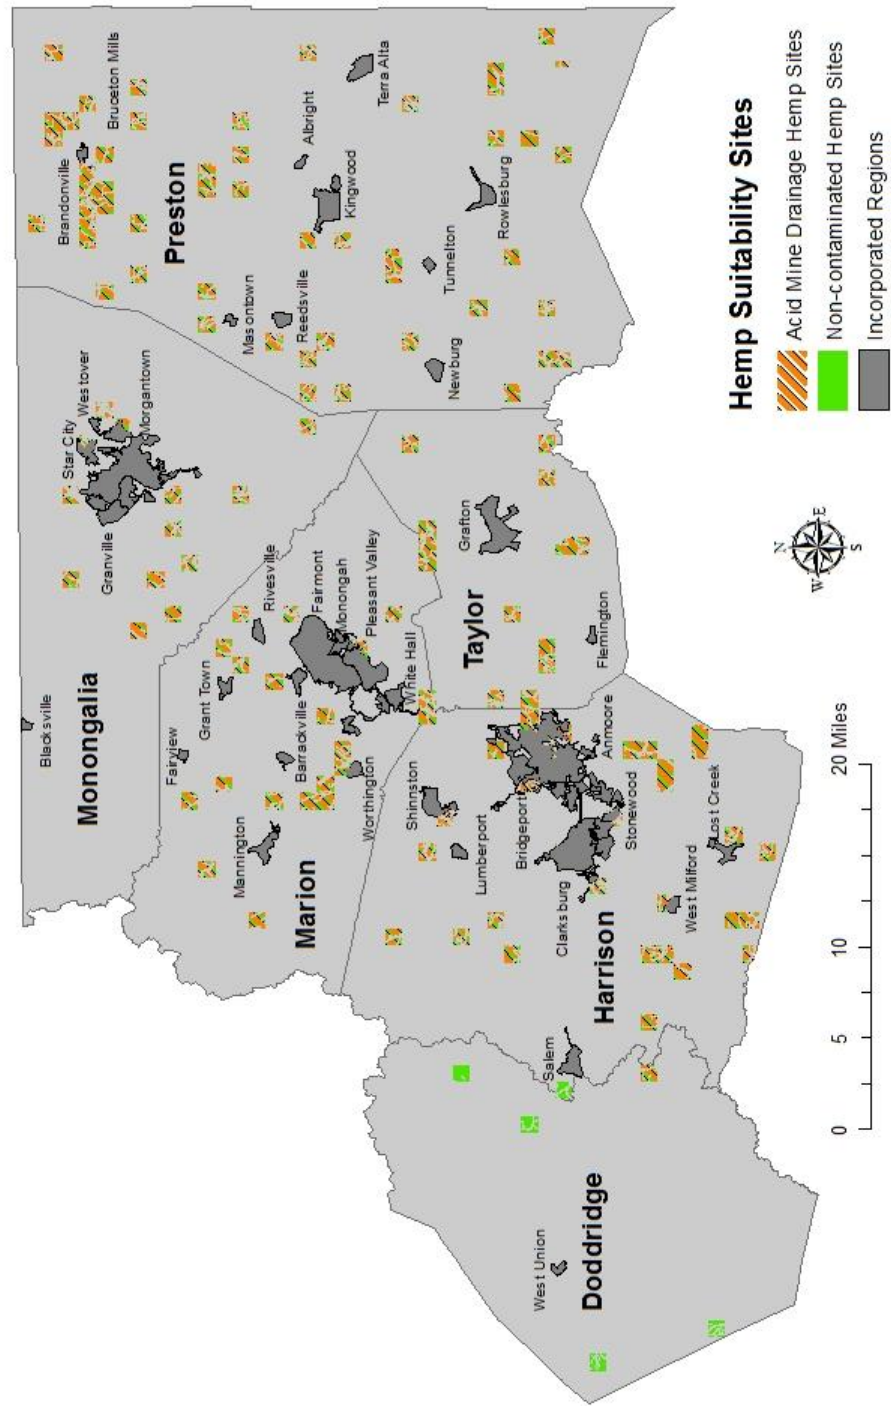 Blacksville
Monongalia
Star City
Westover
Granville
Morgantown
Brandonville
Bruceton Mills
Preston
Masontown
Reedsville
Albright
Kingwood
Terra Alta
Newburg
Tunnelton
Rowlesburg
Fairview
Grant Town
Rivesville
Mannington
Barrackville
Fairmont
Monongah
Pleasant Valley
Marion
Worthington
White Hall
Shinnston
Lumberport
Bridgeport
Clarksburg
Anmoore
Stonewood
Harrison
Salem
West Milford
Lost Creek
Taylor
Grafton
Flemington
West Union
Doddridge
0 5 10 20 Miles
N
W E
S
Hemp Suitability Sites
Acid Mine Drainage Hemp Sites
Non-contaminated Hemp Sites
Incorporated Regions